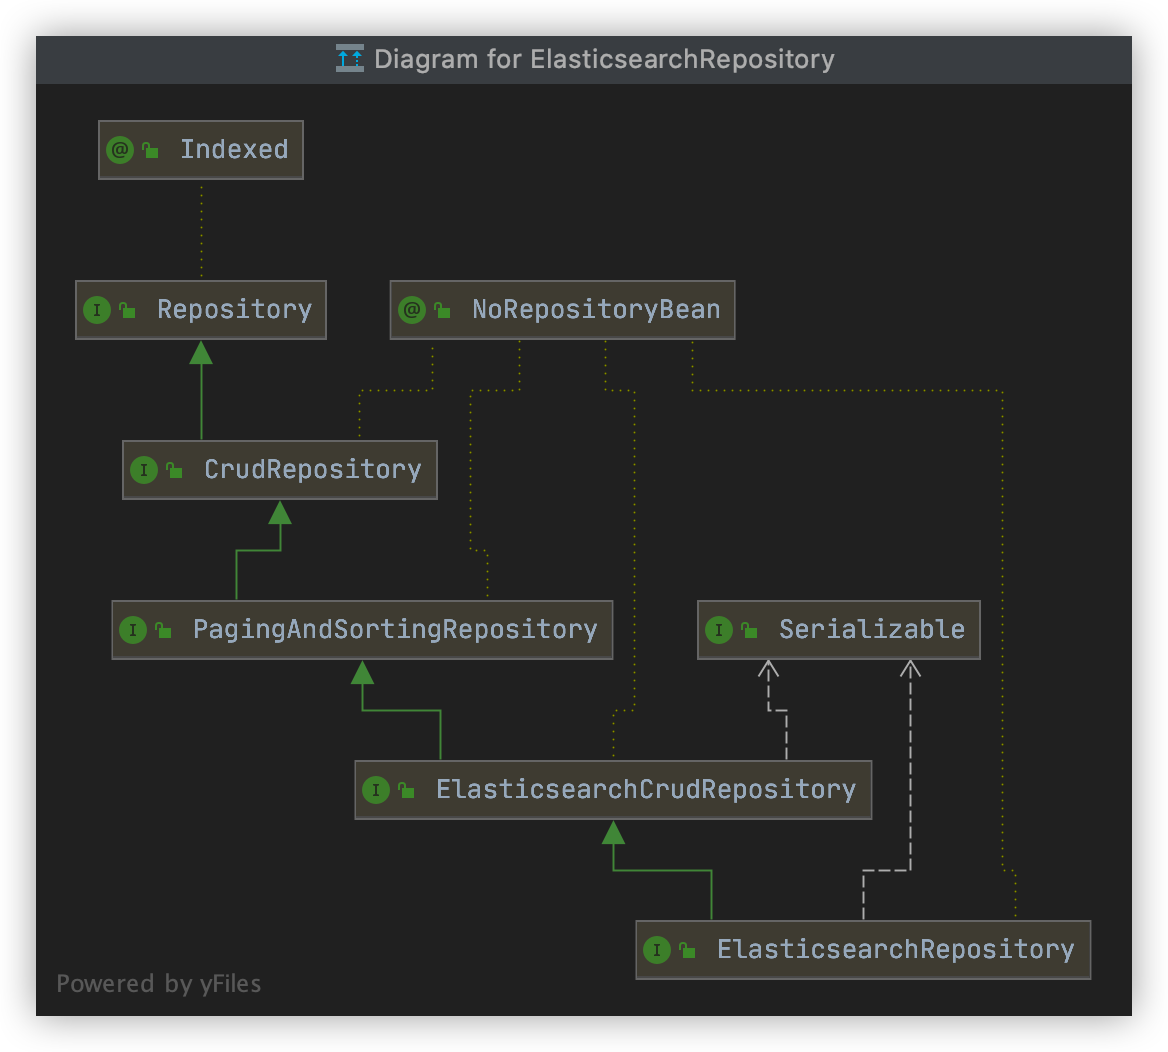 Diagram for ElasticsearchRepository
@ Indexed
I Repository
@ NoRepositoryBean
I CrudRepository
I PagingAndSortingRepository
I Serializable
I ElasticsearchCrudRepository
I ElasticsearchRepository
Powered by yFiles